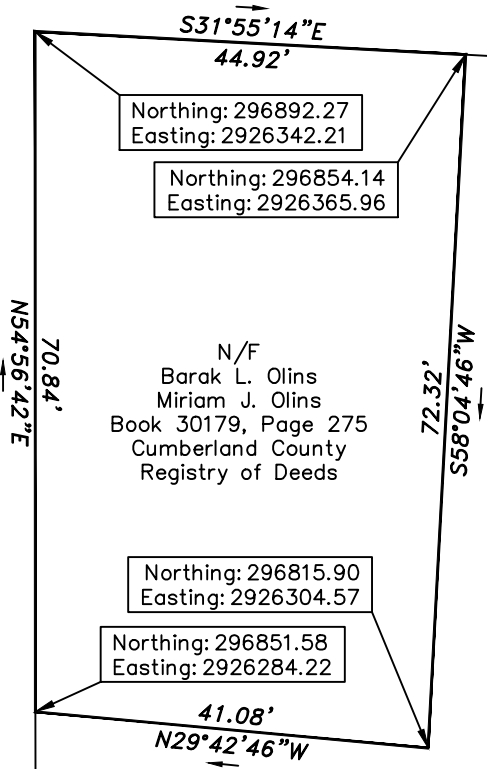 S31°55'14"E
44.92'
Northing: 296892.27
Easting: 2926342.21
Northing: 296854.14
Easting: 2926365.96
N54°56'42"E
70.84'
N/F
Barak L. Olins
Miriam J. Olins
Book 30179, Page 275
Cumberland County
Registry of Deeds
72.32'
S58°04'46"W
Northing: 296815.90
Easting: 2926304.57
Northing: 296851.58
Easting: 2926284.22
41.08'
N29°42'46"W